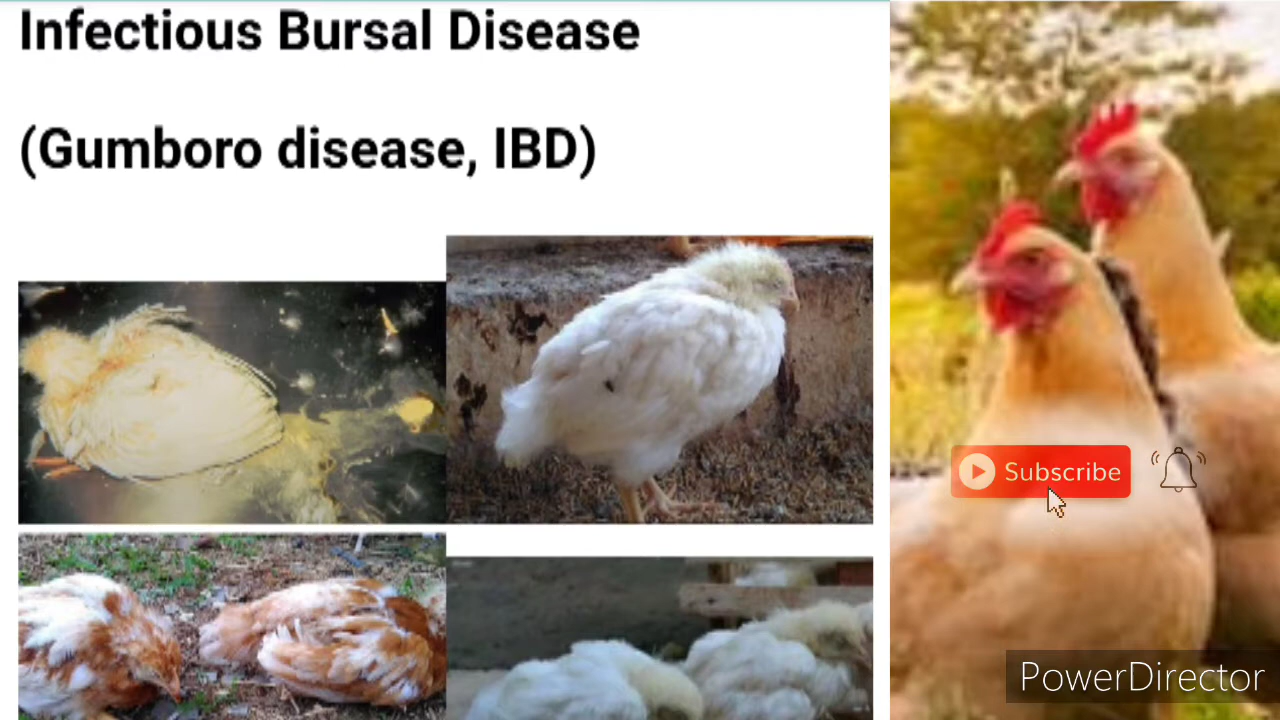 Infectious Bursal Disease
(Gumboro disease, IBD)
Subscribe
PowerDirector